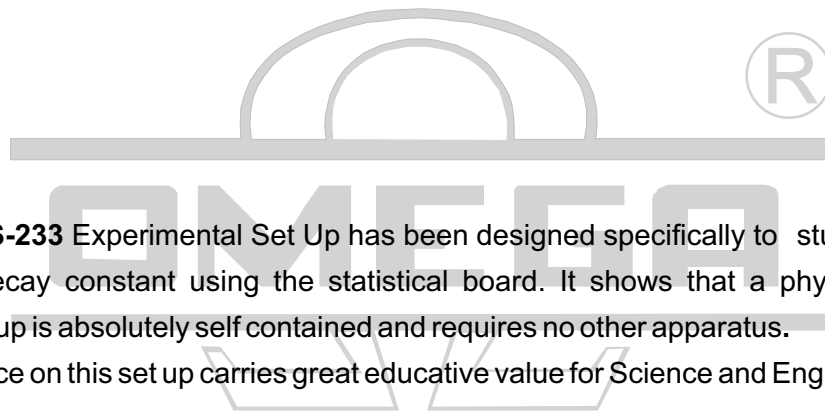 ®
OMEGA
S-233 Experimental Set Up has been designed specifically to
decay constant using the statistical board. It shows that a
up is absolutely self contained and requires no other apparatus.
on this set up carries great educative value for Science and